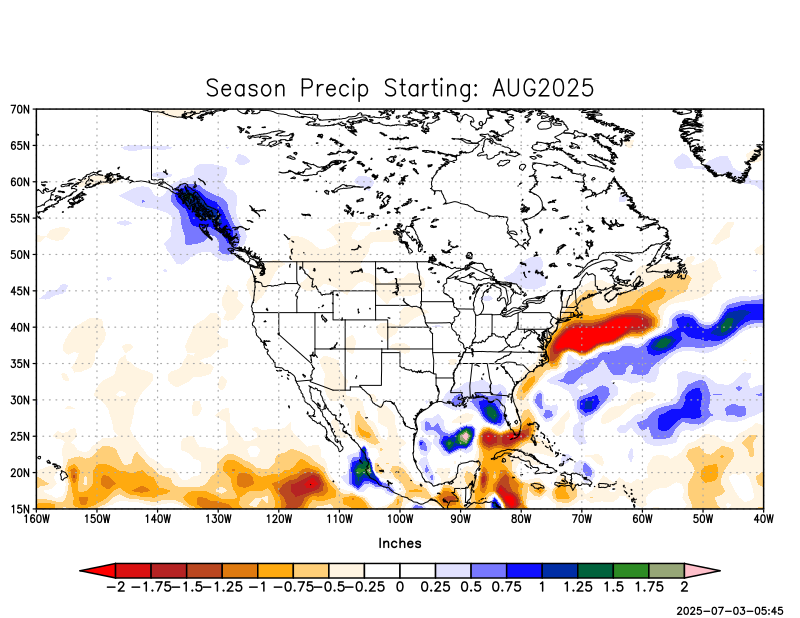 Season Precip Starting: AUG2025
70N
65N
60N
55N
50N
45N
40N
35N
30N
25N
20N
15N
160W 150W 140W 130W 120W 110W 100W 90W 80W 70W 60W 50W 40W
Inches
-2 -1.75 -1.5 -1.25 -1 -0.75 -0.5 -0.25 0 0.25 0.5 0.75 1 1.25 1.5 1.75 2
2025-07-03-05:45